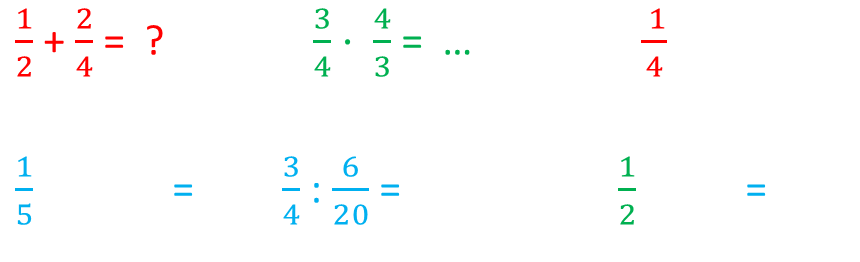 1/2 + 2/4 = ? 3/4 · 4/3 = ... 1/4
1/5 = 3/4 : 6/20 = 1/2 =